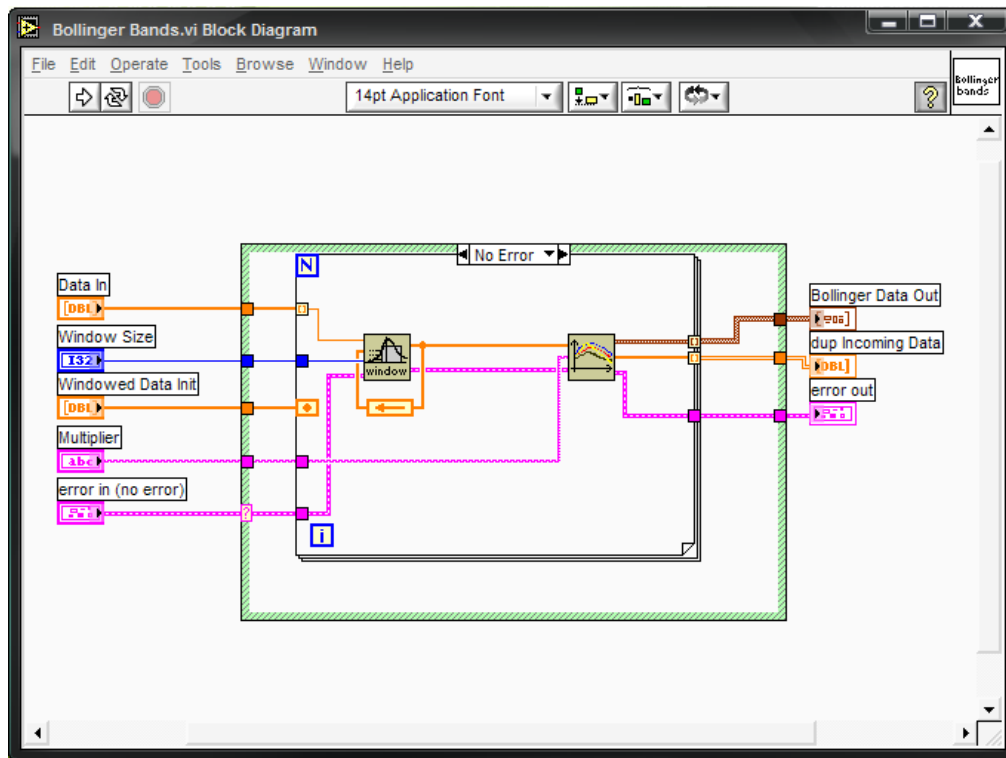 Bollinger Bands.vi Block Diagram
File Edit Operate Tools Browse Window Help
14pt Application Font
?
Bollinger
bands
No Error
N
Data In
DBL
Window Size
I32
Windowed Data Init
DBL
Multiplier
abc
error in (no error)
?
window
i
Bollinger Data Out
dup Incoming Data
DBL
error out